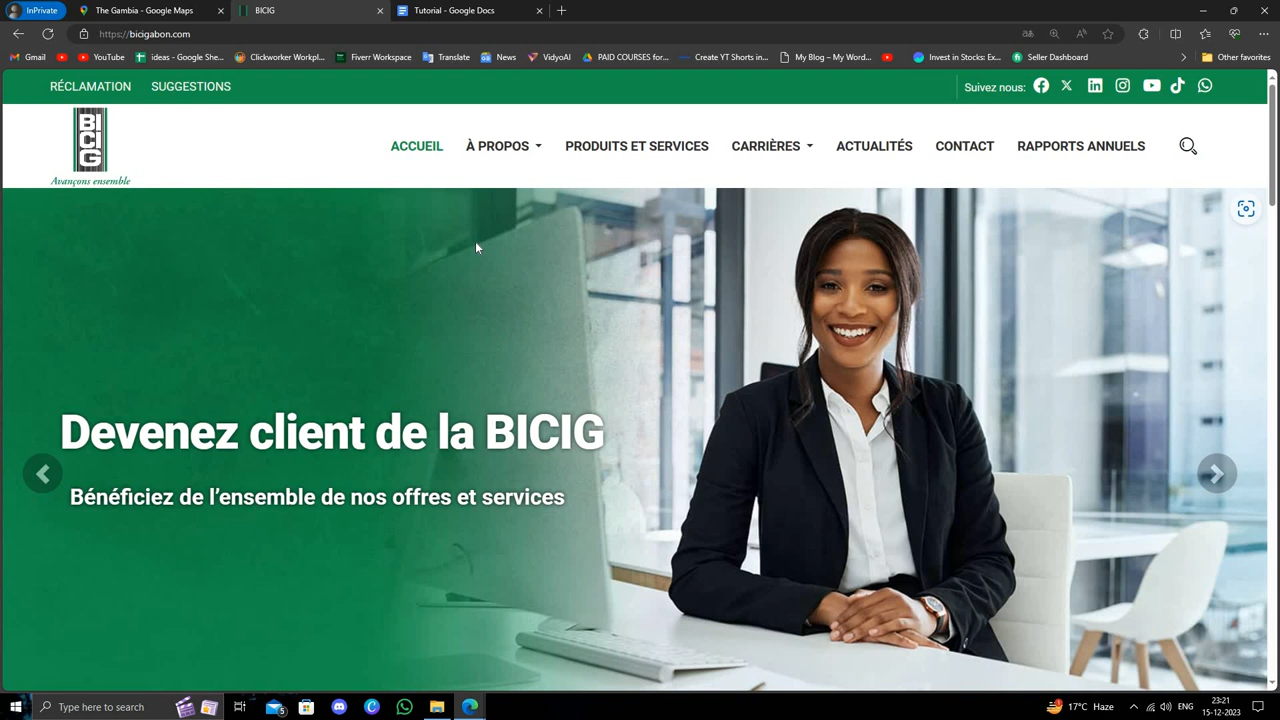 InPrivate
The Gambia - Google Maps
BICIG
Tutorial - Google Docs
https://bicigabon.com
Gmail
YouTube
ideas - Google She...
Clickworker Workpl...
Fiverr Workspace
Translate
News
VidyoAI
PAID COURSES for...
Create YT Shorts in...
My Blog – My Word...
Invest in Stocks: Ex...
Seller Dashboard
Other favorites
RÉCLAMATION SUGGESTIONS
Suivez nous:
BICIG
Avançons ensemble
ACCUEIL À PROPOS PRODUITS ET SERVICES CARRIÈRES ACTUALITÉS CONTACT RAPPORTS ANNUELS
Devenez client de la BICIG
Bénéficiez de l'ensemble de nos offres et services
Type here to search
17°C Haze
ENG
23:21
15-12-2023